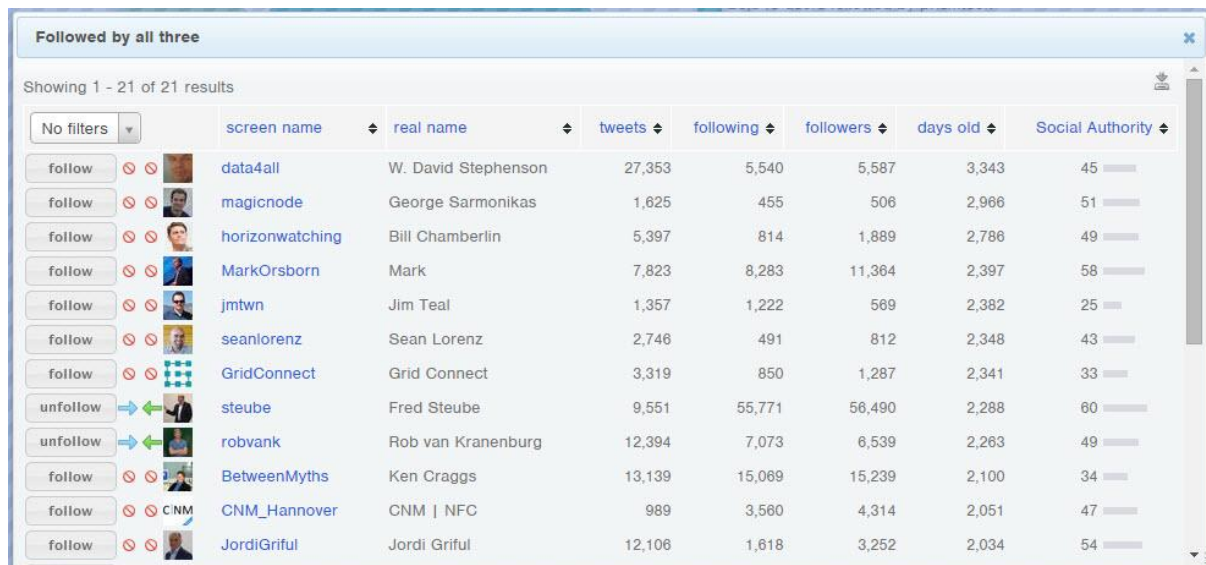 Followed by all three
Showing 1 - 21 of 21 results
No filters screen name real name tweets following followers days old Social Authority
follow data4all W. David Stephenson 27,353 5,540 5,587 3,343 45
follow magicnode George Sarmonikas 1,625 455 506 2,966 51
follow horizonwatching Bill Chamberlin 5,397 814 1,889 2,786 49
follow MarkOrsborn Mark 7,823 8,283 11,364 2,397 58
follow jmtwn Jim Teal 1,357 1,222 569 2,382 25
follow seanlorenz Sean Lorenz 2,746 491 812 2,348 43
follow GridConnect Grid Connect 3,319 850 1,287 2,341 33
unfollow steube Fred Steube 9,551 55,771 56,490 2,288 60
unfollow robvank Rob van Kranenburg 12,394 7,073 6,539 2,263 49
follow BetweenMyths Ken Craggs 13,139 15,069 15,239 2,100 34
follow CNM CNM_Hannover CNM | NFC 989 3,560 4,314 2,051 47
follow JordiGriful Jordi Griful 12,106 1,618 3,252 2,034 54